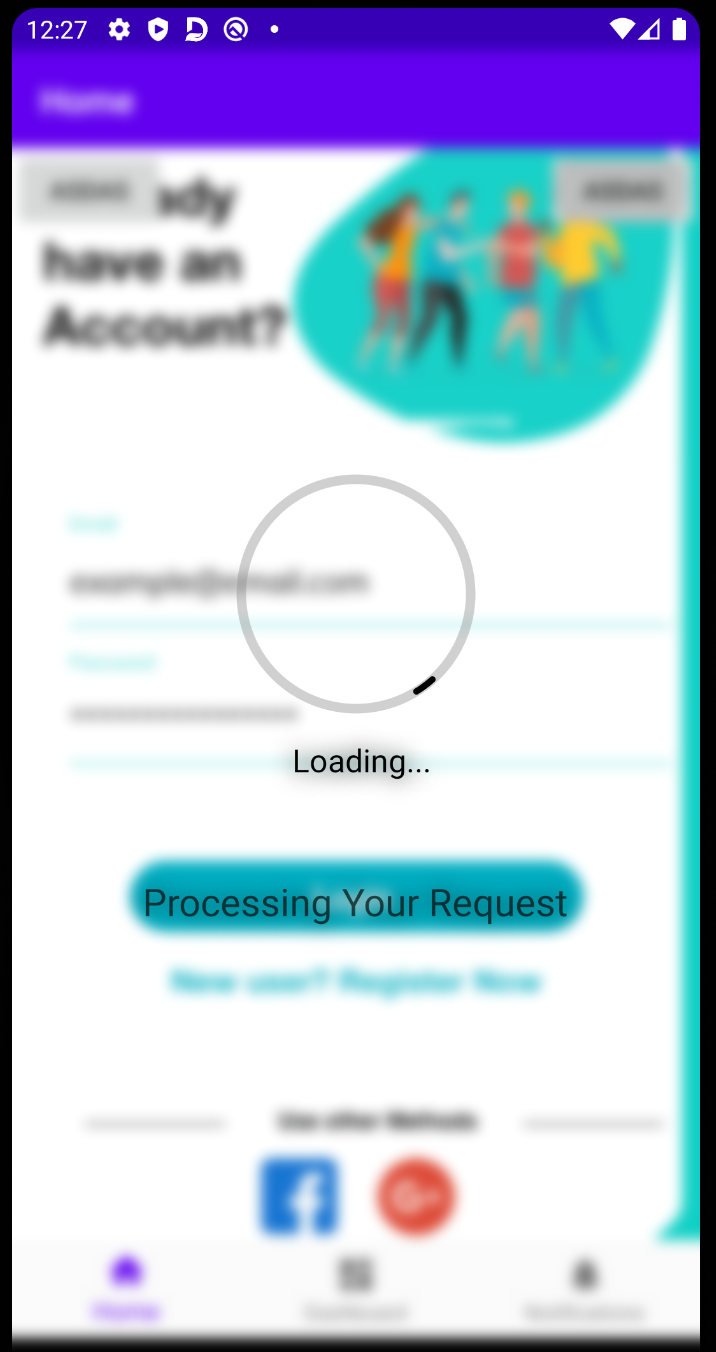 12:27
Home
ady
have an
Account?
Email
example@email.com
Password
Loading...
Processing Your Request
New user? Register Now
Use other Methods
G+
Home
Dashboard
Notifications